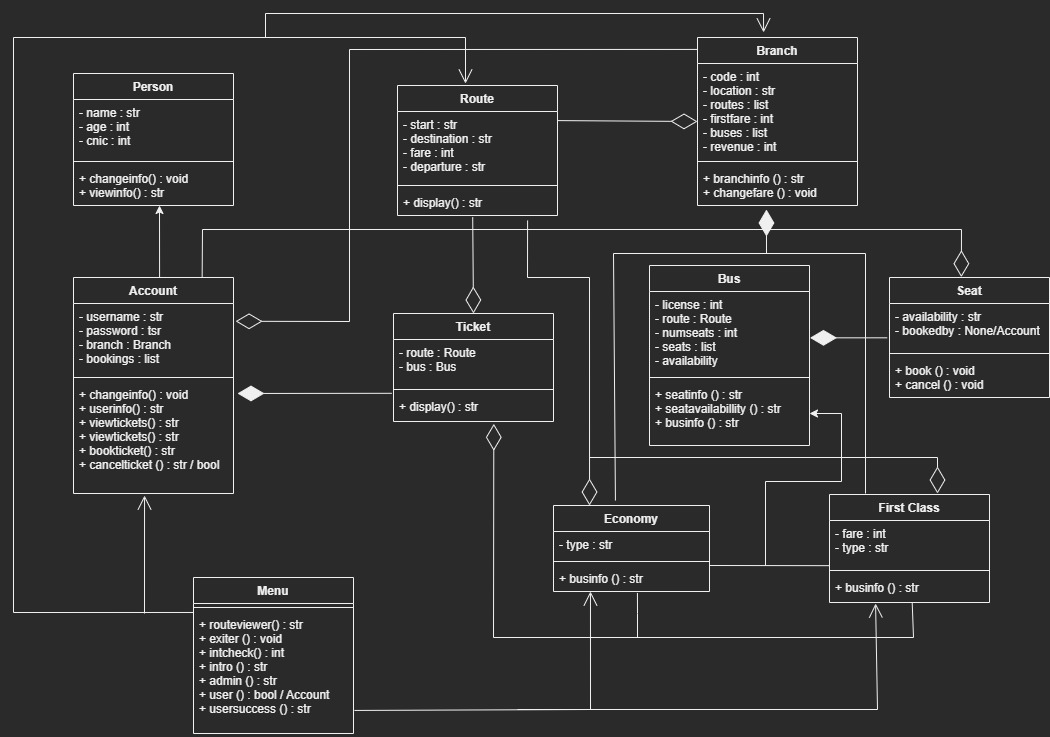 Person
- name : str
- age : int
- cnic : int
+ changeinfo() : void
+ viewinfo() : str
Route
- start : str
- destination : str
- fare : int
- departure : str
+ display() : str
Branch
- code : int
- location : str
- routes : list
- firstfare : int
- buses : list
- revenue : int
+ branchinfo () : str
+ changefare () : void
Account
- username : str
- password : tsr
- branch : Branch
- bookings : list
+ changeinfo() : void
+ userinfo() : str
+ viewtickets() : str
+ viewtickets() : str
+ bookticket() : str
+ cancelticket () : str / bool
Ticket
- route : Route
- bus : Bus
+ display() : str
Bus
- license : int
- route : Route
- numseats : int
- seats : list
- availability
+ seatinfo () : str
+ seatavailabillity () : str
+ businfo () : str
Seat
- availability : str
- bookedby : None/Account
+ book () : void
+ cancel () : void
Economy
- type : str
+ businfo () : str
First Class
- fare : int
- type : str
+ businfo () : str
Menu
+ routeviewer() : str
+ exiter () : void
+ intcheck() : int
+ intro () : str
+ admin () : str
+ user () : bool / Account
+ usersuccess () : str